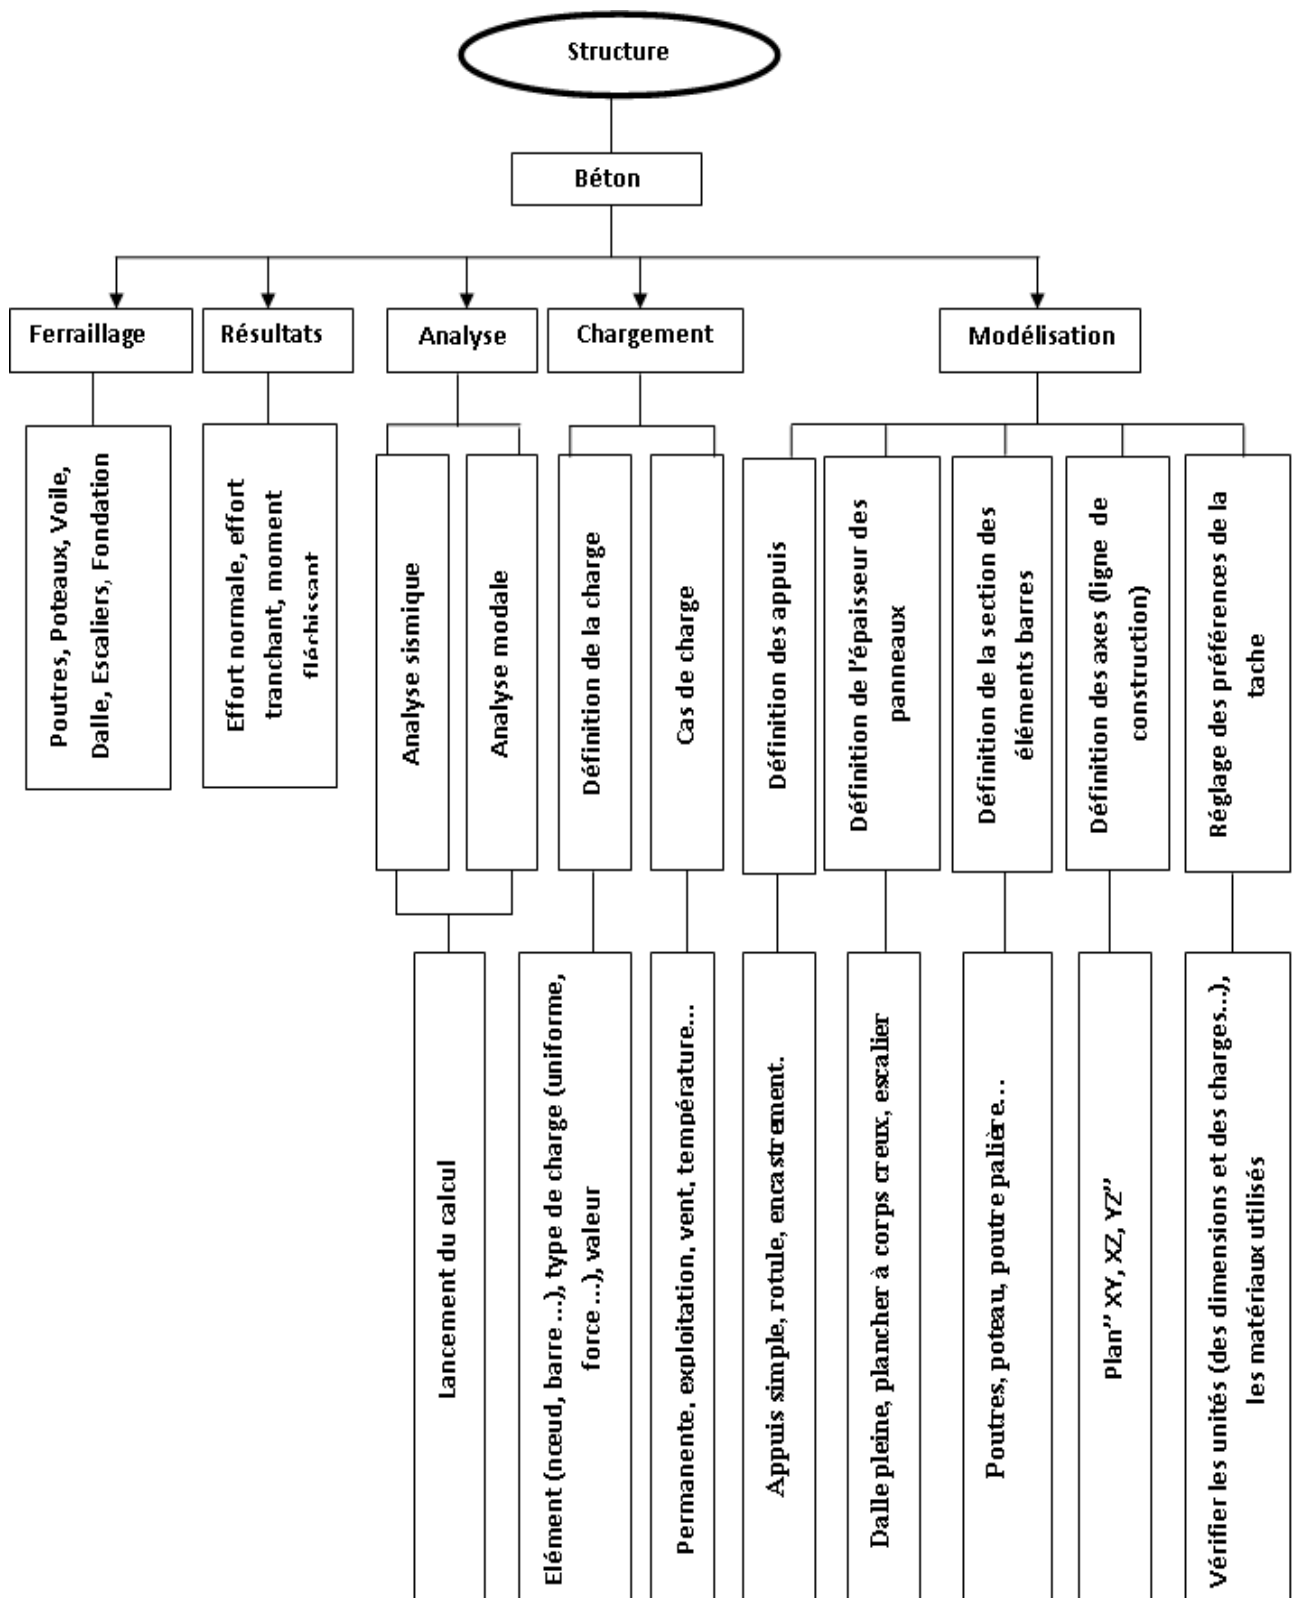 Structure
Béton
Ferraillage
Résultats
Analyse
Chargement
Modélisation
Poutres, Poteaux, Voile,
Dalle, Escaliers, Fondation
Effort normale, effort
tranchant, moment
fléchissant
Analyse sismique
Analyse modale
Définition de la charge
Cas de charge
Définition des appuis
Définition de l'épaisseur des
panneaux
Définition de la section des
éléments barres
Définition des axes (ligne de
construction)
Réglage des préférences de la
tache
Lancement du calcul
Elément (nœud, barre ...), type de charge (uniforme,
force ...), valeur
Permanente, exploitation, vent, température...
Appuis simple, rotule, encastrement.
Dalle pleine, plancher à corps creux, escalier
Poutres, poteau, poutre palière...
Plan'' XY, XZ, YZ''
Vérifier les unités (des dimensions et des charges...),
les matériaux utilisés